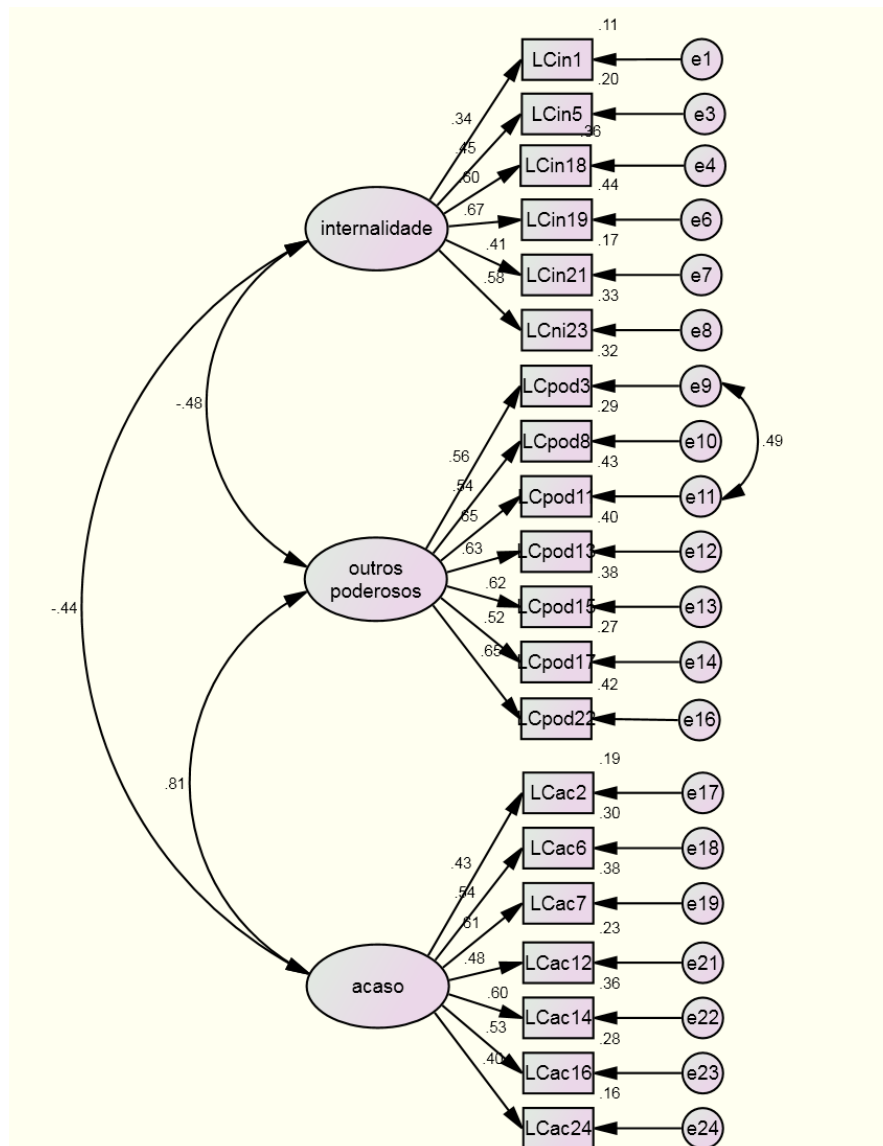 .11
LCin1
e1
.20
.34
LCin5
e3
.36
.45
LCin18
e4
.60
.44
.67
LCin19
e6
internalidade
.17
.41
LCin21
e7
.58
.33
LCni23
e8
.32
LCpod3
e9
.29
-.48
.56
LCpod8
e10
.49
.43
.54
LCpod11
e11
.65
.40
.63
LCpod13
e12
outros
poderosos
.38
.62
LCpod15
e13
.52
.27
-.44
.65
LCpod17
e14
.42
LCpod22
e16
.19
.81
LCac2
e17
.30
.43
LCac6
e18
.54
.38
.61
LCac7
e19
.23
.48
LCac12
e21
acaso
.36
.60
LCac14
e22
.53
.28
.40
LCac16
e23
.16
LCac24
e24